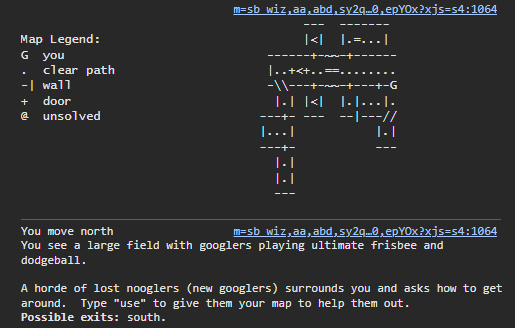 m=sb_wiz,aa,abd,sy2q…0,epYOx?xjs=s4:1064
--- -------
Map Legend: |<| |.=...|
G you ------+-~~-+------
. clear path |..+<+..==........
-| wall -\\---+-~~-+---+-G
+ door |.| |<| |.|...|.
@ unsolved ---+- --- --|---//
|...| |.|
---+- ---
|.|
|.|
---
You move north m=sb_wiz,aa,abd,sy2q…0,epYOx?xjs=s4:1064
You see a large field with googlers playing ultimate frisbee and
dodgeball.
A horde of lost nooglers (new googlers) surrounds you and asks how to get
around. Type "use" to give them your map to help them out.
Possible exits: south.